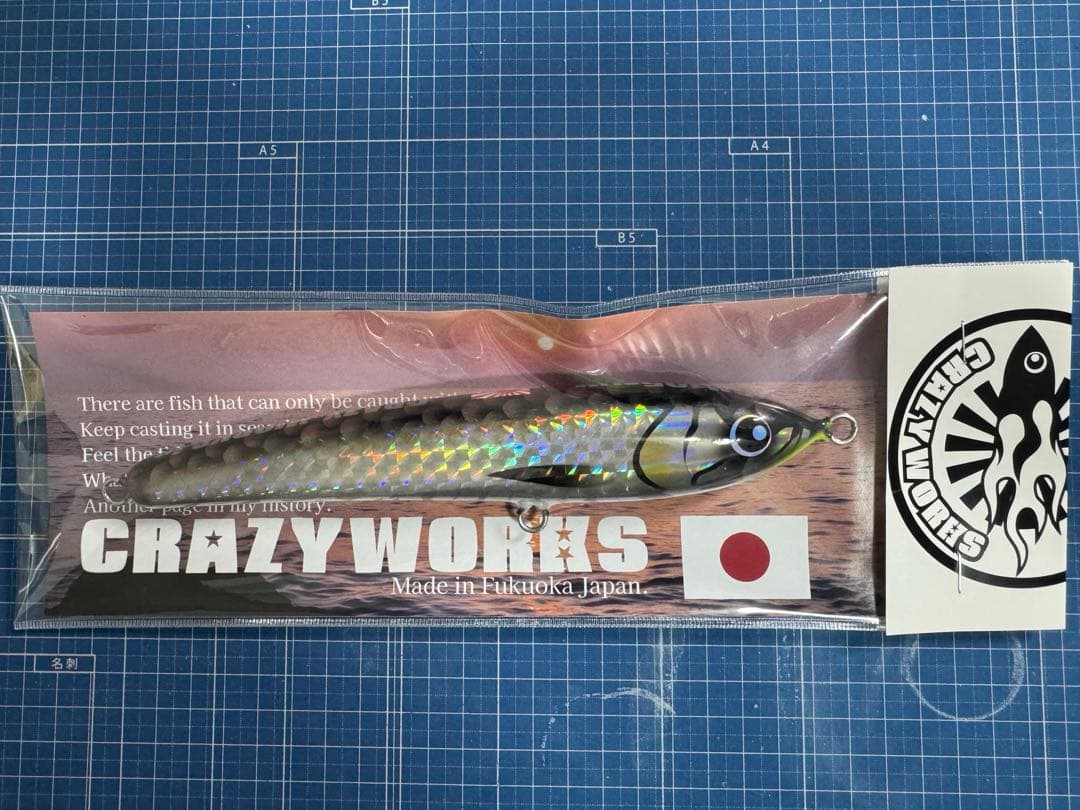 B5
A5
A4
B5
There are fish that can only be caught
Keep casting it in
Feel the
Another page in my history.
CRAZYWORKS
Made in Fukuoka Japan.
CRAZYWORKS
名刺